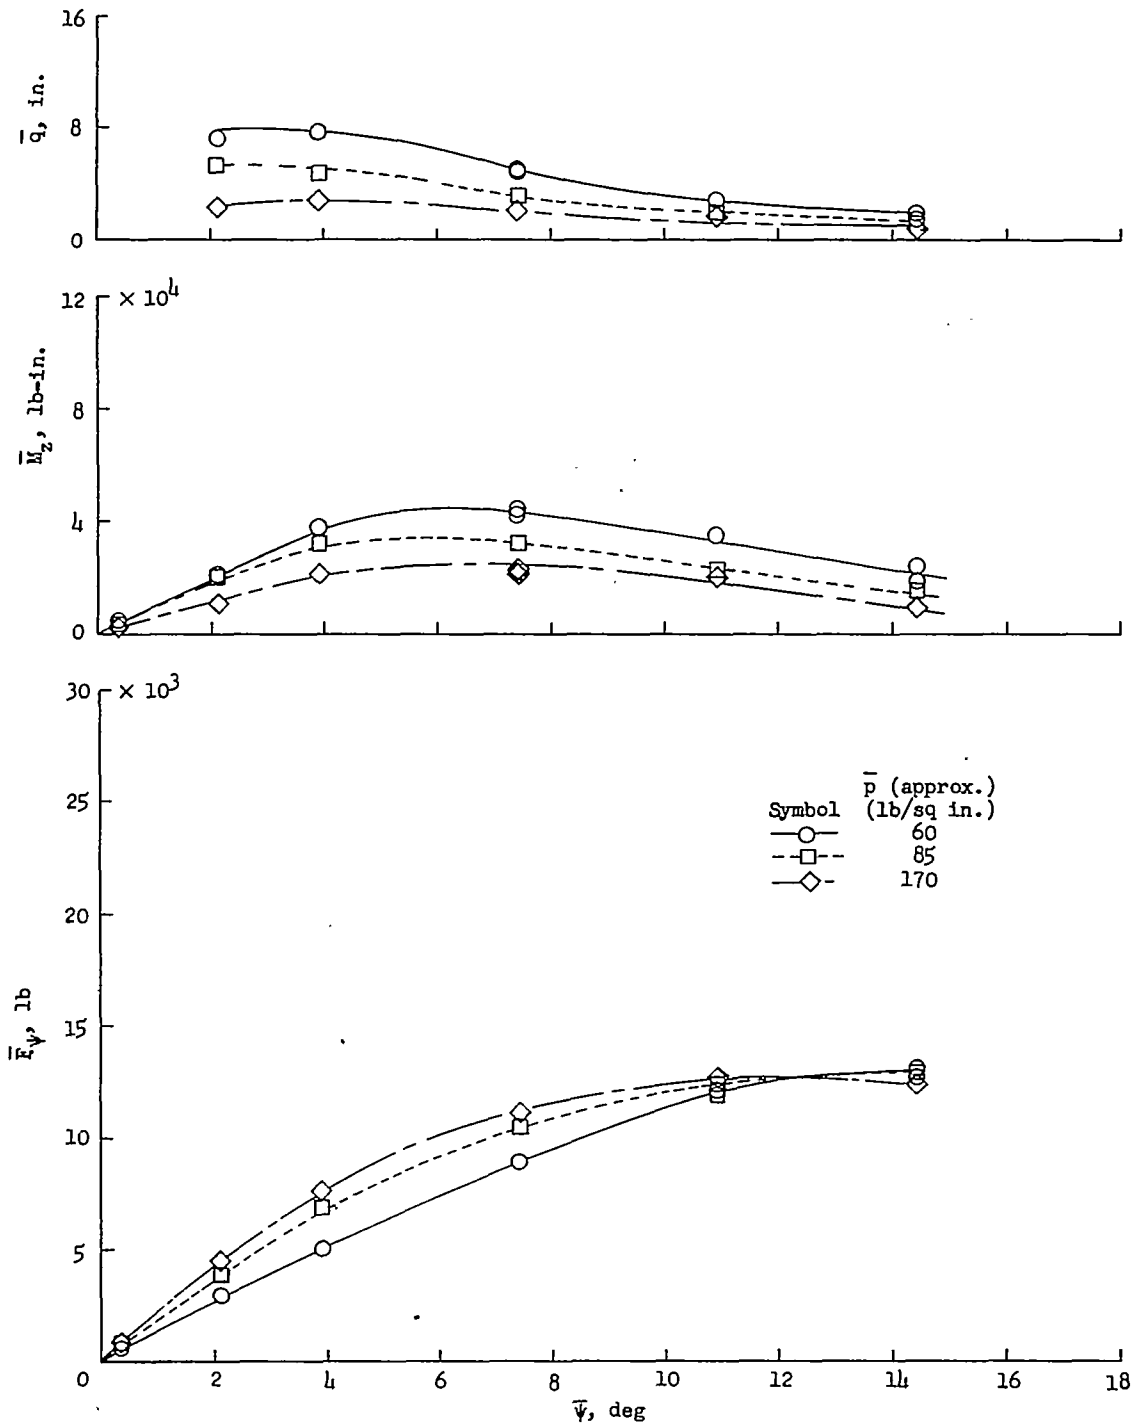 16
8
0
q̄, in.
12 × 10⁴
8
4
0
M̄z, lb-in.
30 × 10³
25
20
15
10
5
F̄ψ, lb
p̄ (approx.)
Symbol (lb/sq in.)
60
85
170
0 2 4 6 8 10 12 14 16 18
ψ̄, deg